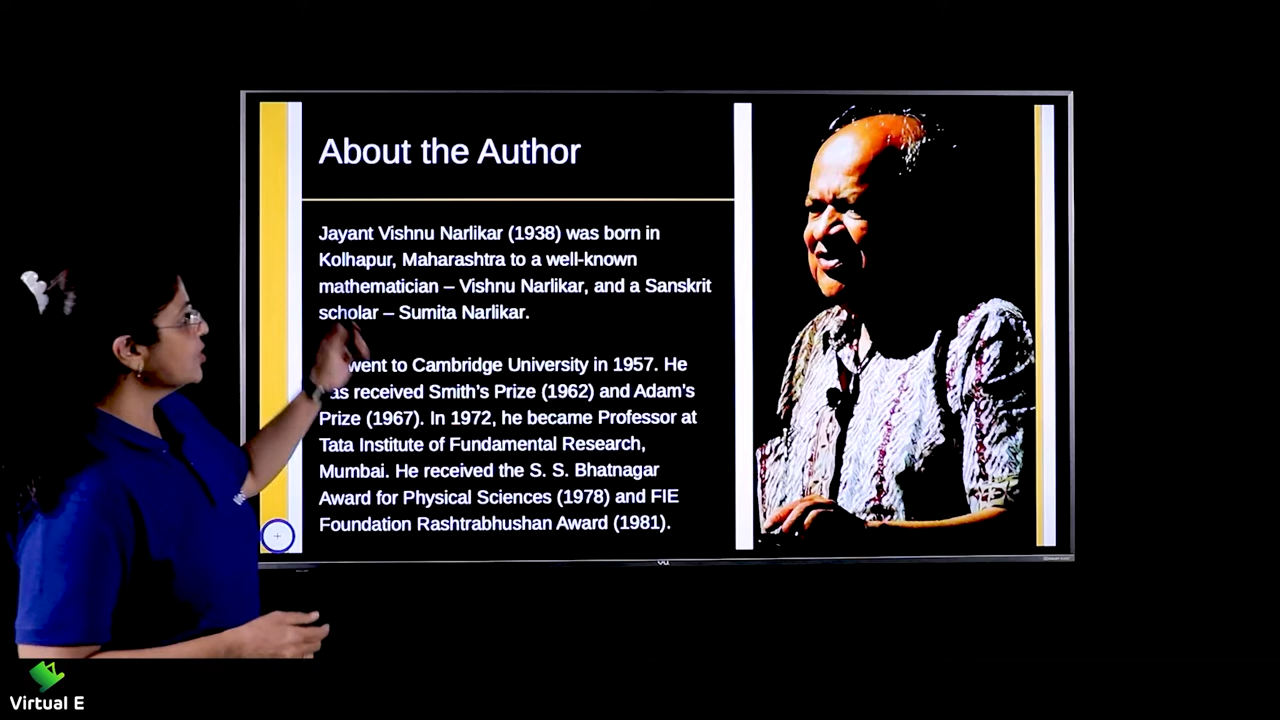 About the Author
Jayant Vishnu Narlikar (1938) was born in
Kolhapur, Maharashtra to a well-known
mathematician – Vishnu Narlikar, and a Sanskrit
scholar – Sumita Narlikar.
went to Cambridge University in 1957. He
as received Smith's Prize (1962) and Adam's
Prize (1967). In 1972, he became Professor at
Tata Institute of Fundamental Research,
Mumbai. He received the S. S. Bhatnagar
Award for Physical Sciences (1978) and FIE
Foundation Rashtrabhushan Award (1981).
Virtual E